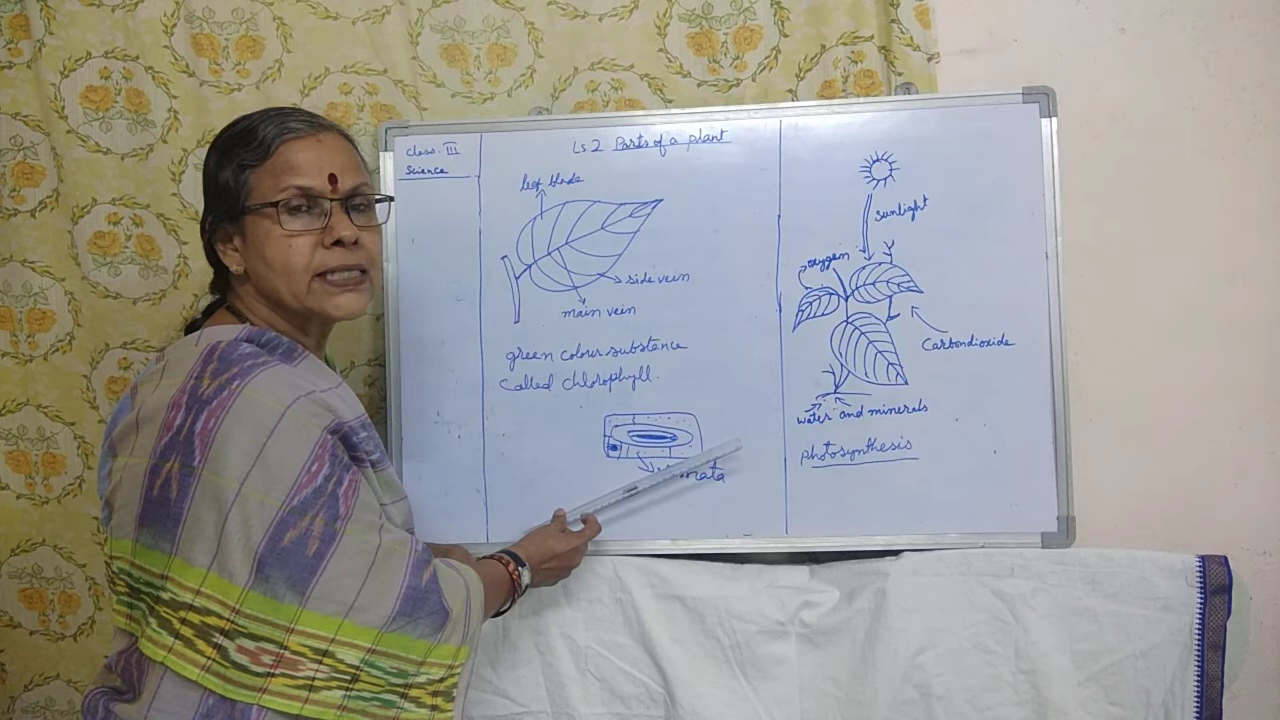 Class. III
Science
Ls 2 Parts of a plant
leaf blade
side vein
main vein
green colour substance
Called chlorophyll.
sunlight
oxygen
Carbondioxide
water and minerals
photosynthesis